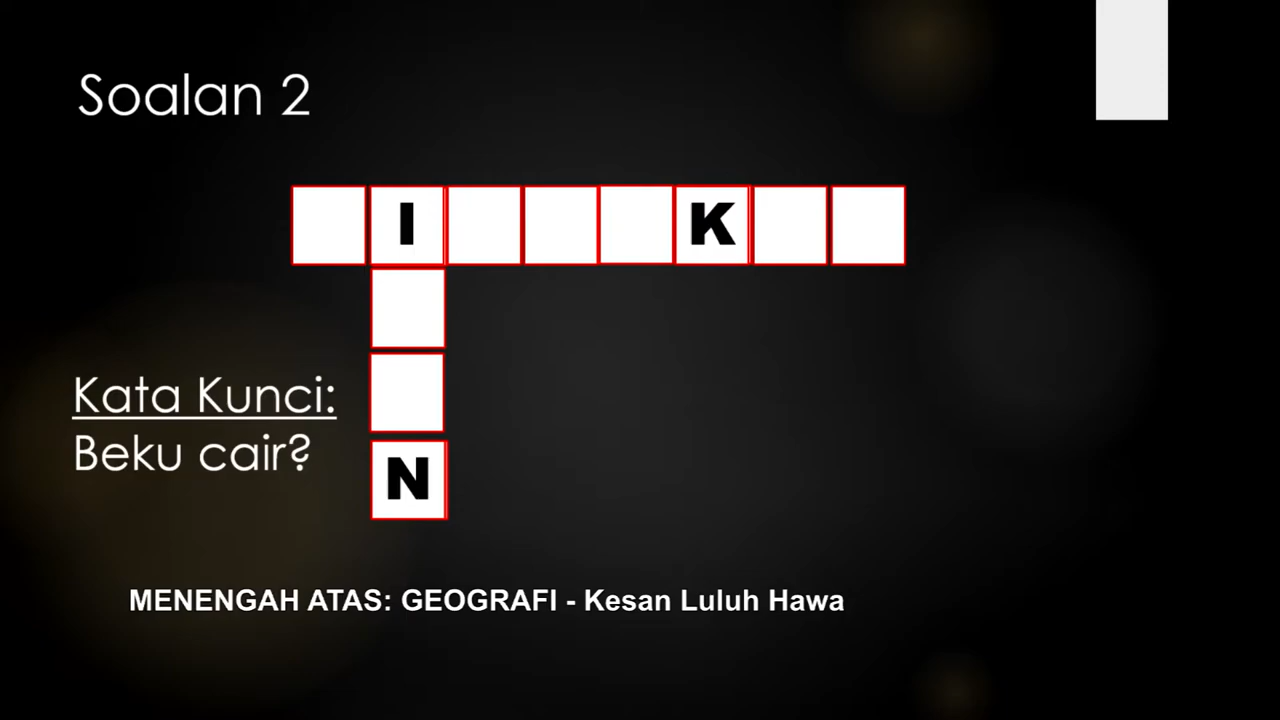 Soalan 2
I K
N
Kata Kunci:
Beku cair?
MENENGAH ATAS: GEOGRAFI - Kesan Luluh Hawa